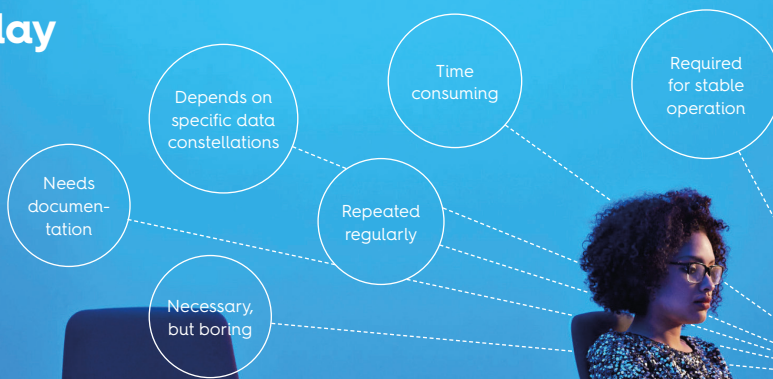 lay
Time
consuming
Required
for stable
operation
Depends on
specific data
constellations
Needs
documen-
tation
Repeated
regularly
Necessary,
but boring